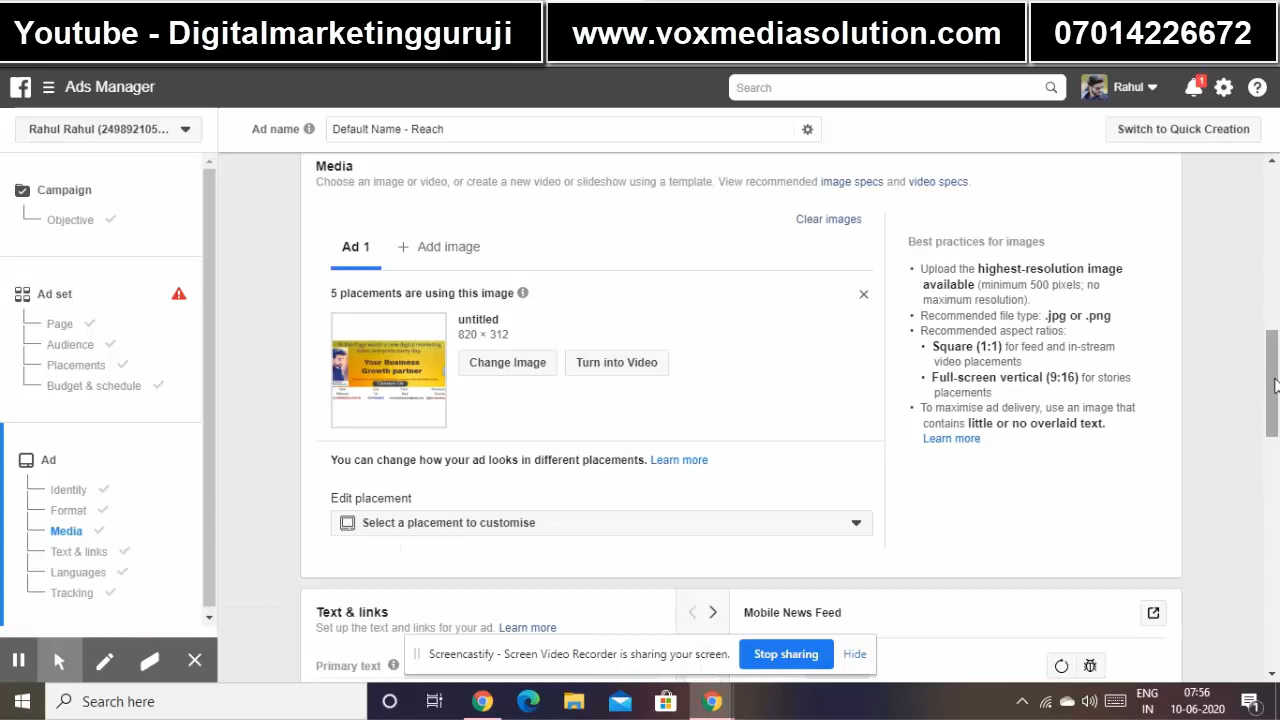 Youtube - Digitalmarketingguruji
www.voxmediasolution.com
07014226672
Ads Manager
Search
Rahul
1
Rahul Rahul (249892105...
Ad name
Default Name - Reach
Switch to Quick Creation
Campaign
Objective
Ad set
Page
Audience
Placements
Budget & schedule
Ad
Identity
Format
Media
Text & links
Languages
Tracking
Media
Choose an image or video, or create a new video or slideshow using a template. View recommended image specs and video specs.
Clear images
Ad 1
Add image
5 placements are using this image
untitled
820 × 312
Change Image
Turn into Video
Your Business
Growth partner
Contact Us
You can change how your ad looks in different placements. Learn more
Edit placement
Select a placement to customise
Best practices for images
• Upload the highest-resolution image
available (minimum 500 pixels; no
maximum resolution).
• Recommended file type: .jpg or .png
• Recommended aspect ratios:
• Square (1:1) for feed and in-stream
video placements
• Full-screen vertical (9:16) for stories
placements
• To maximise ad delivery, use an image that
contains little or no overlaid text.
Learn more
Text & links
Set up the text and links for your ad. Learn more
Primary text
Mobile News Feed
Screencastify - Screen Video Recorder is sharing your screen.
Stop sharing
Hide
Search here
ENG
IN
07:56
10-06-2020
1